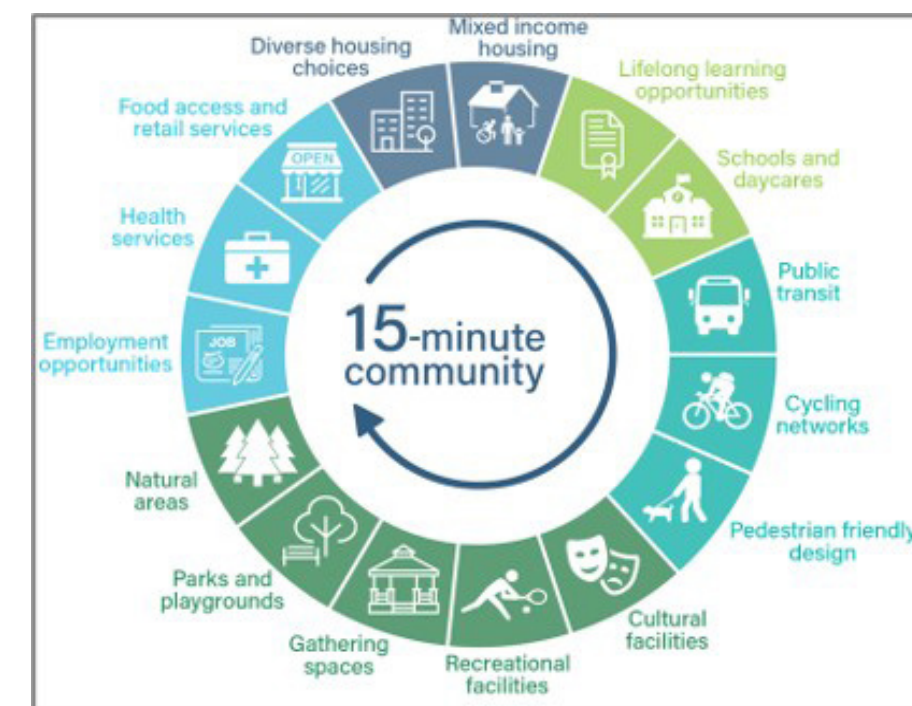 Mixed income
housing
Lifelong learning
opportunities
Schools and
daycares
Public
transit
Cycling
networks
Pedestrian friendly
design
Cultural
facilities
Recreational
facilities
Gathering
spaces
Parks and
playgrounds
Natural
areas
Employment
opportunities
Health
services
Food access and
retail services
Diverse housing
choices
OPEN
JOB
15-minute
community